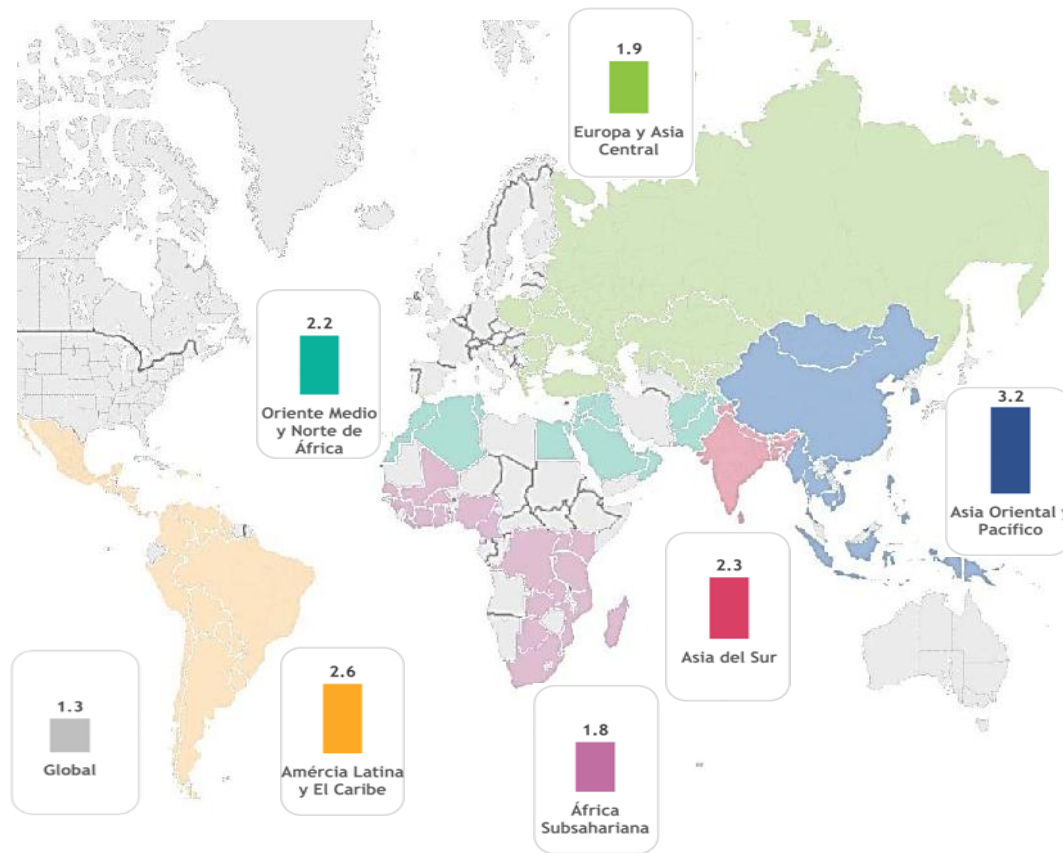 1.9
Europa y Asia
Central
2.2
Oriente Medio
y Norte de
África
3.2
Asia Oriental y
Pacífico
2.3
Asia del Sur
1.3
Global
2.6
Amércia Latina
y El Caribe
1.8
África
Subsahariana